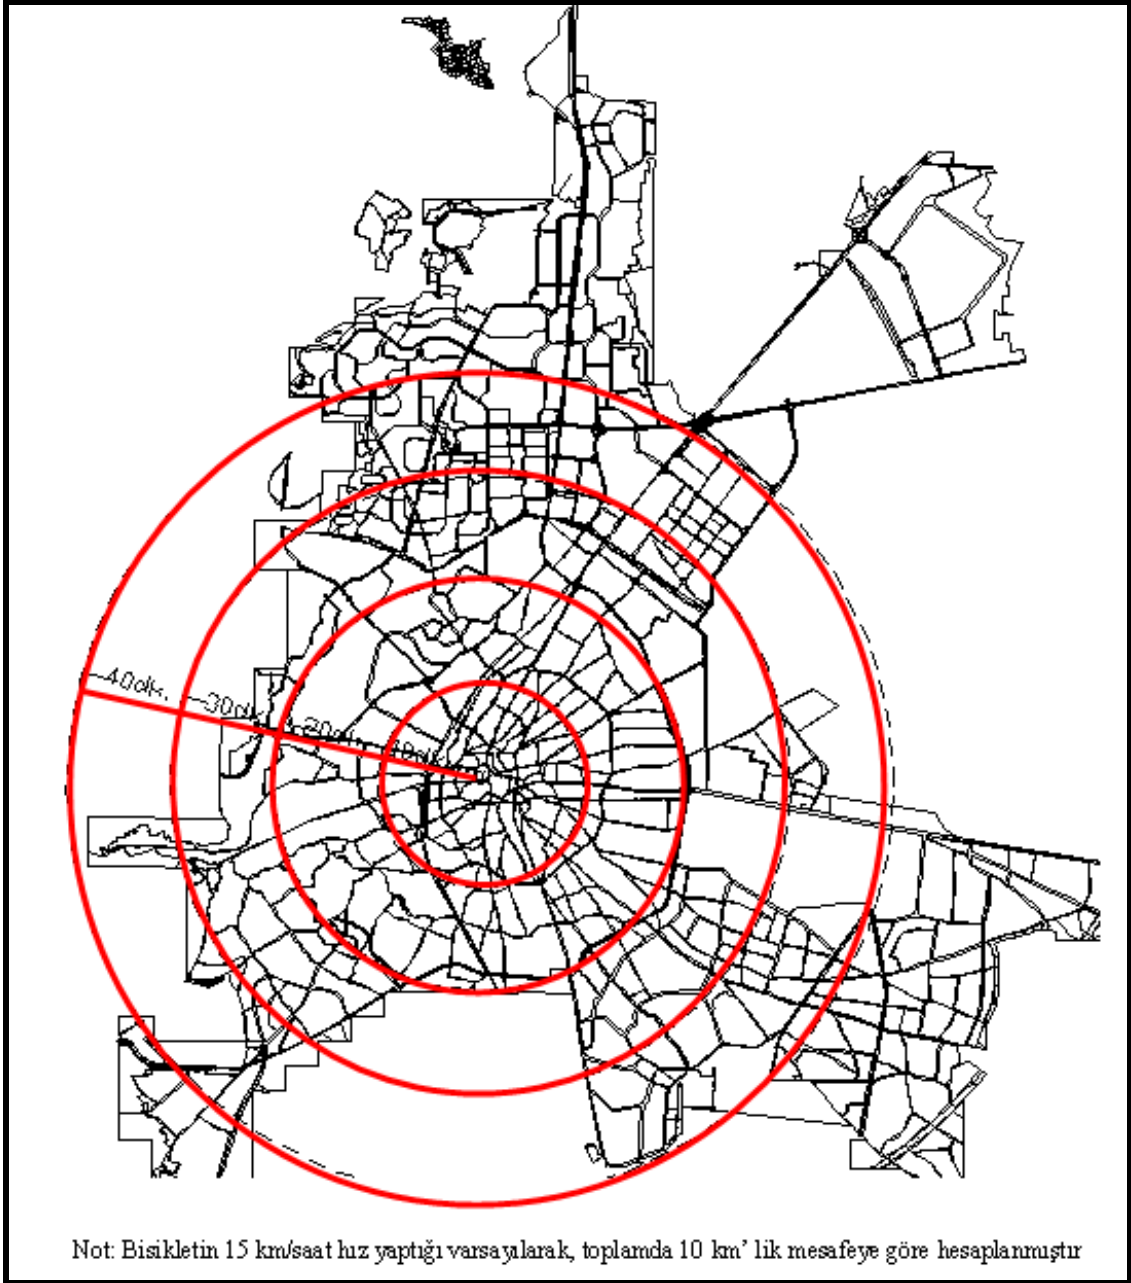 40dk.
30dk.
20dk.
10dk.
Not: Bisikletin 15 km/saat hız yaptığı varsayılarak, toplamda 10 km' lik mesafeye göre hesaplanmıştır